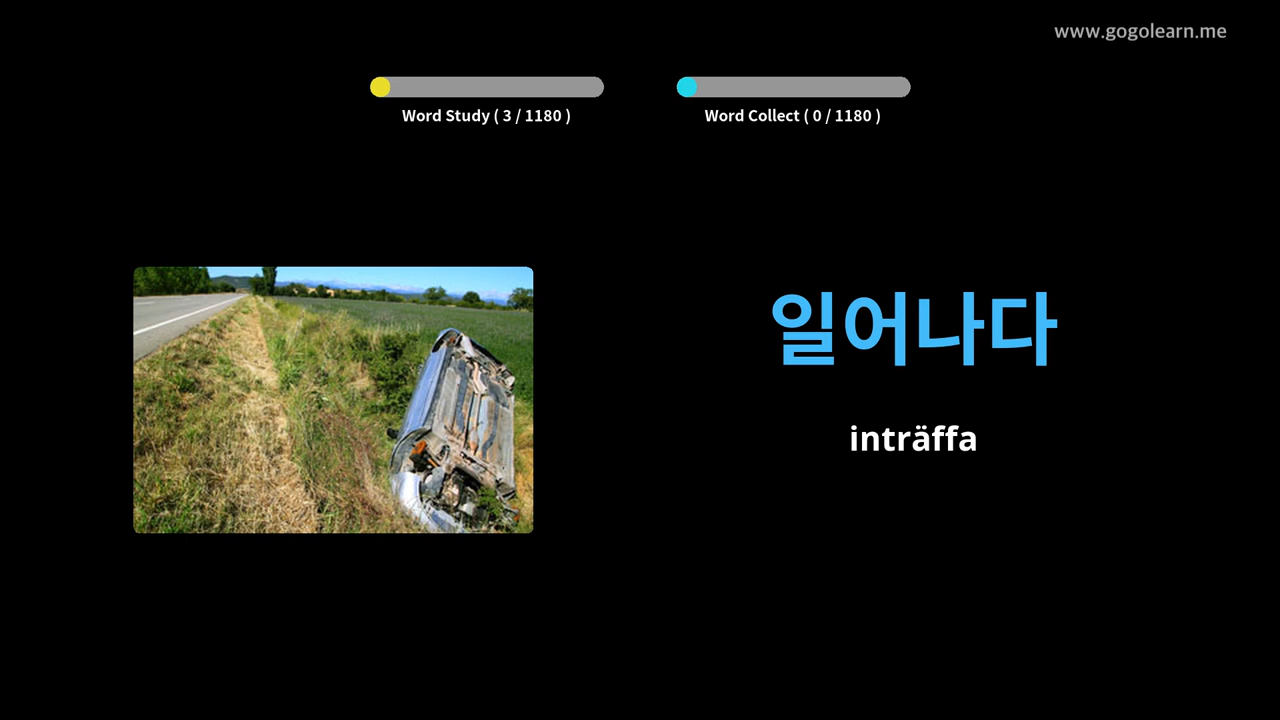 www.gogolearn.me
Word Study ( 3 / 1180 )
Word Collect ( 0 / 1180 )
일어나다
inträffa